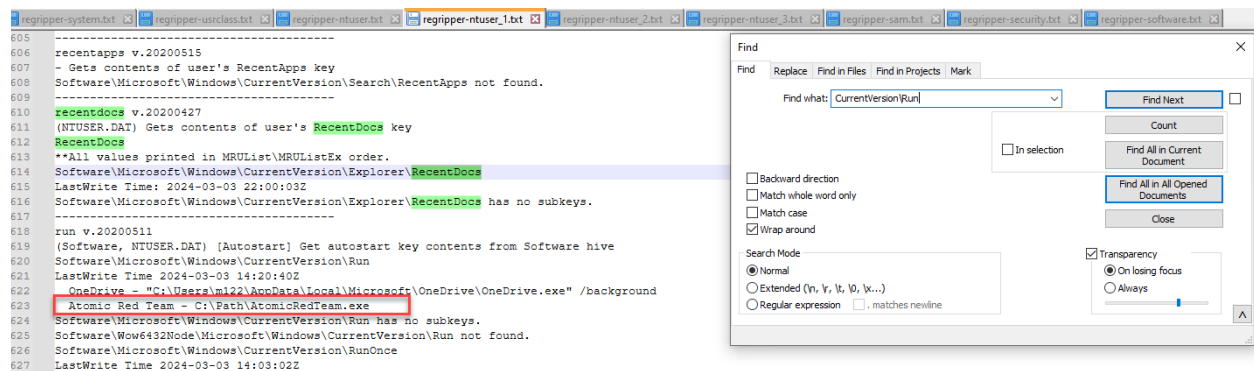 regripper-system.txt regripper-usrclass.txt regripper-ntuser.txt regripper-ntuser_1.txt regripper-ntuser_2.txt regripper-ntuser_3.txt regripper-sam.txt regripper-security.txt regripper-software.txt
605 ------------------------------------
606 recentapps v.20200515
607 - Gets contents of user's RecentApps key
608 Software\Microsoft\Windows\CurrentVersion\Search\RecentApps not found.
609 ------------------------------------
610 recentdocs v.20200427
611 (NTUSER.DAT) Gets contents of user's RecentDocs key
612 RecentDocs
613 **All values printed in MRUList\MRUListEx order.
614 Software\Microsoft\Windows\CurrentVersion\Explorer\RecentDocs
615 LastWrite Time: 2024-03-03 22:00:03Z
616 Software\Microsoft\Windows\CurrentVersion\Explorer\RecentDocs has no subkeys.
617 ------------------------------------
618 run v.20200511
619 (Software, NTUSER.DAT) [Autostart] Get autostart key contents from Software hive
620 Software\Microsoft\Windows\CurrentVersion\Run
621 LastWrite Time 2024-03-03 14:20:40Z
622 OneDrive - "C:\Users\m122\AppData\Local\Microsoft\OneDrive\OneDrive.exe" /background
623 Atomic Red Team - C:\Path\AtomicRedTeam.exe
624 Software\Microsoft\Windows\CurrentVersion\Run has no subkeys.
625 Software\Wow6432Node\Microsoft\Windows\CurrentVersion\Run not found.
626 Software\Microsoft\Windows\CurrentVersion\RunOnce
627 LastWrite Time 2024-03-03 14:03:02Z
Find
Find Replace Find in Files Find in Projects Mark
Find what: CurrentVersion\Run
Find Next
Count
In selection
Find All in Current
Document
Find All in All Opened
Documents
Close
Backward direction
Match whole word only
Match case
Wrap around
Search Mode
Normal
Extended (\n, \r, \t, \0, \x...)
Regular expression . matches newline
Transparency
On losing focus
Always